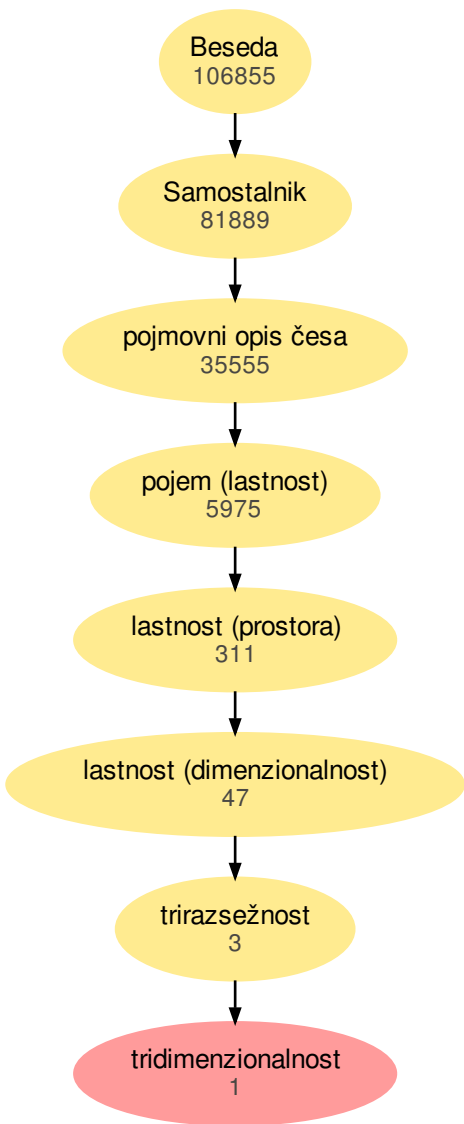 Beseda
106855
Samostalnik
81889
pojmovni opis česa
35555
pojem (lastnost)
5975
lastnost (prostora)
311
lastnost (dimenzionalnost)
47
trirazsežnost
3
tridimenzionalnost
1